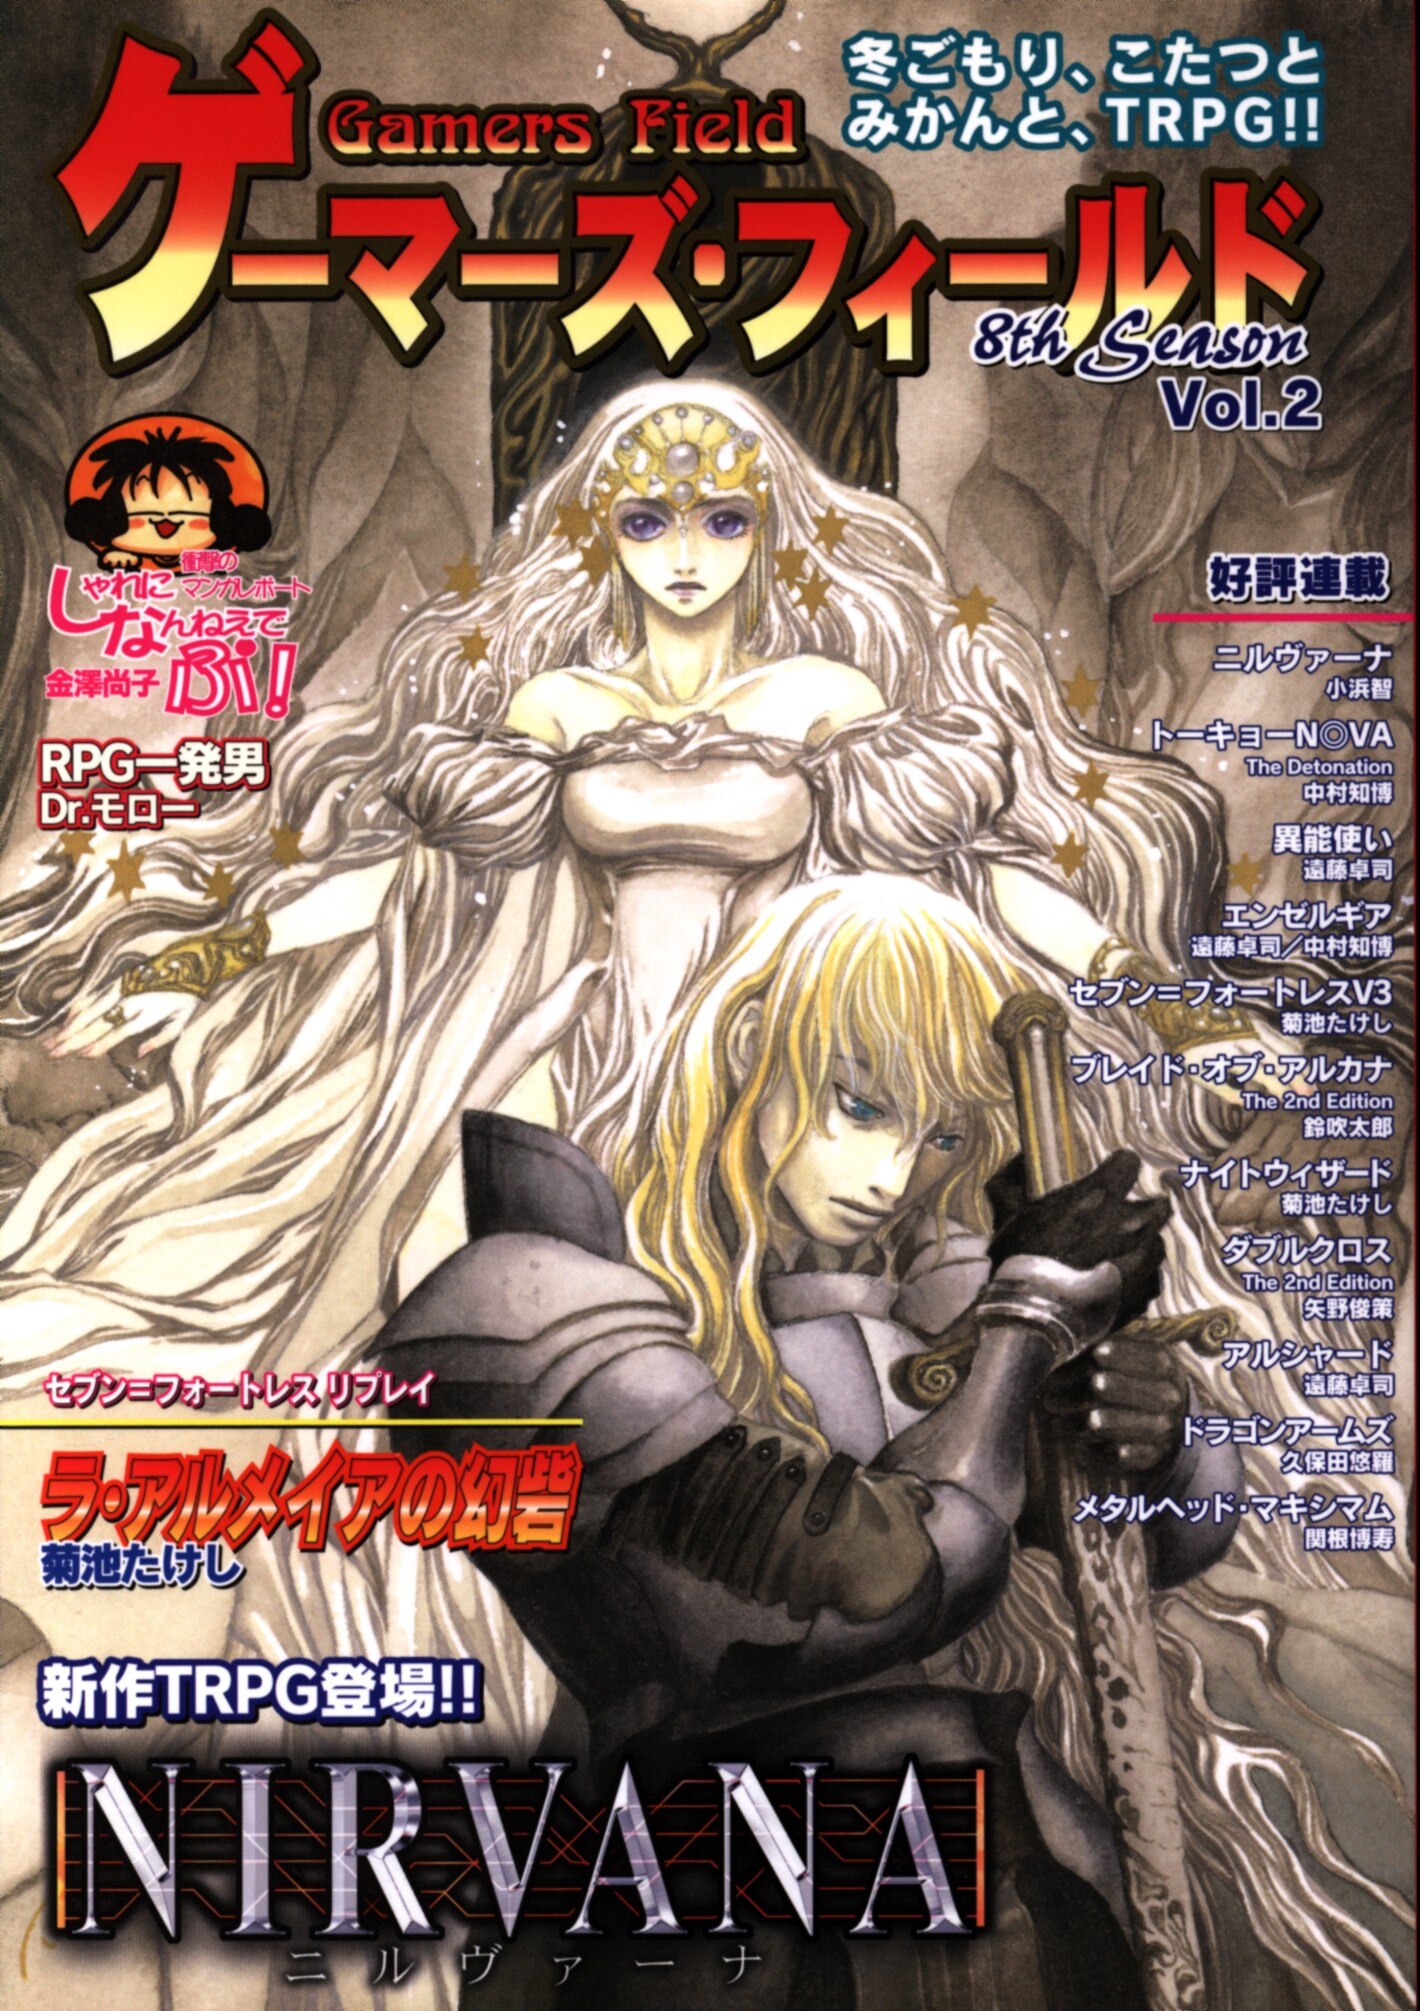 冬ごもり、こたつと
みかんと、TRPG!!
Gamers Field
ゲーマーズ・フィールド
8th Season
Vol.2
衝撃の
マンガレポート
しゃれに
なんねえで
ぶぃ!
金澤尚子
RPG一発男
Dr.モロー
好評連載
ニルヴァーナ
小浜智
トーキョーN◎VA
The Detonation
中村知博
異能使い
遠藤卓司
エンゼルギア
遠藤卓司／中村知博
セブン=フォートレスV3
菊池たけし
ブレイド・オブ・アルカナ
The 2nd Edition
鈴吹太郎
ナイトウィザード
菊池たけし
ダブルクロス
The 2nd Edition
矢野俊策
アルシャード
遠藤卓司
ドラゴンアームズ
久保田悠羅
メタルヘッド・マキシマム
関根博寿
セブン=フォートレス リプレイ
ラ・アルメイアの幻砦
菊池たけし
新作TRPG登場!!
NIRVANA
ニルヴァーナ